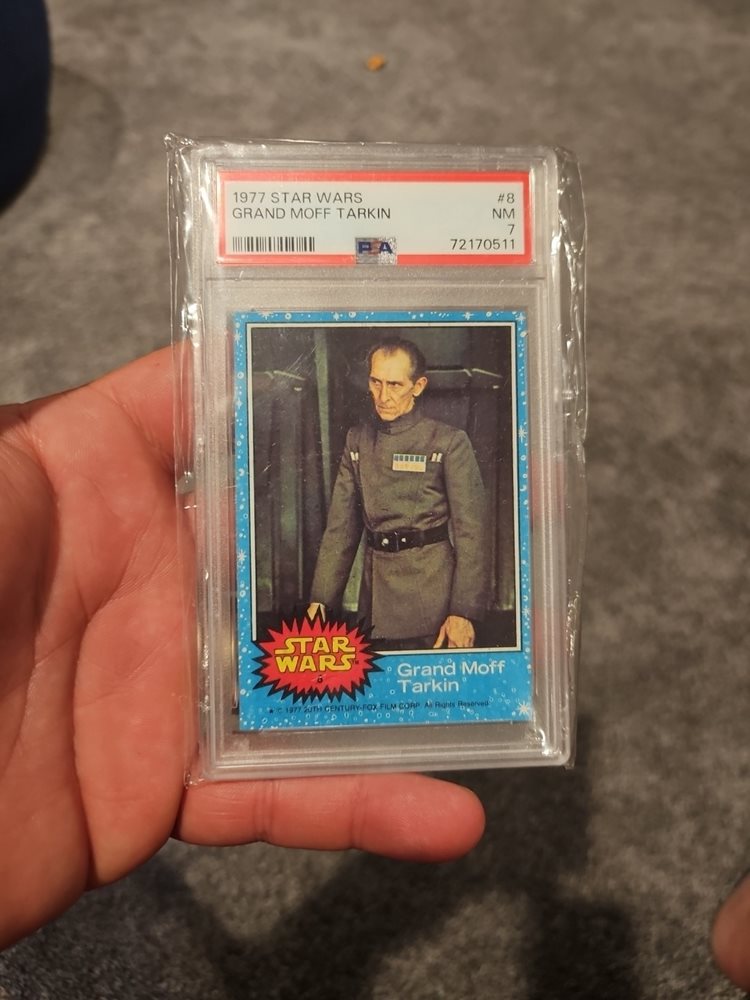 1977 STAR WARS #8
GRAND MOFF TARKIN NM
7
PSA 72170511
STAR
WARS
8
Grand Moff
Tarkin
★ © 1977 20TH CENTURY-FOX FILM CORP. All Rights Reserved.